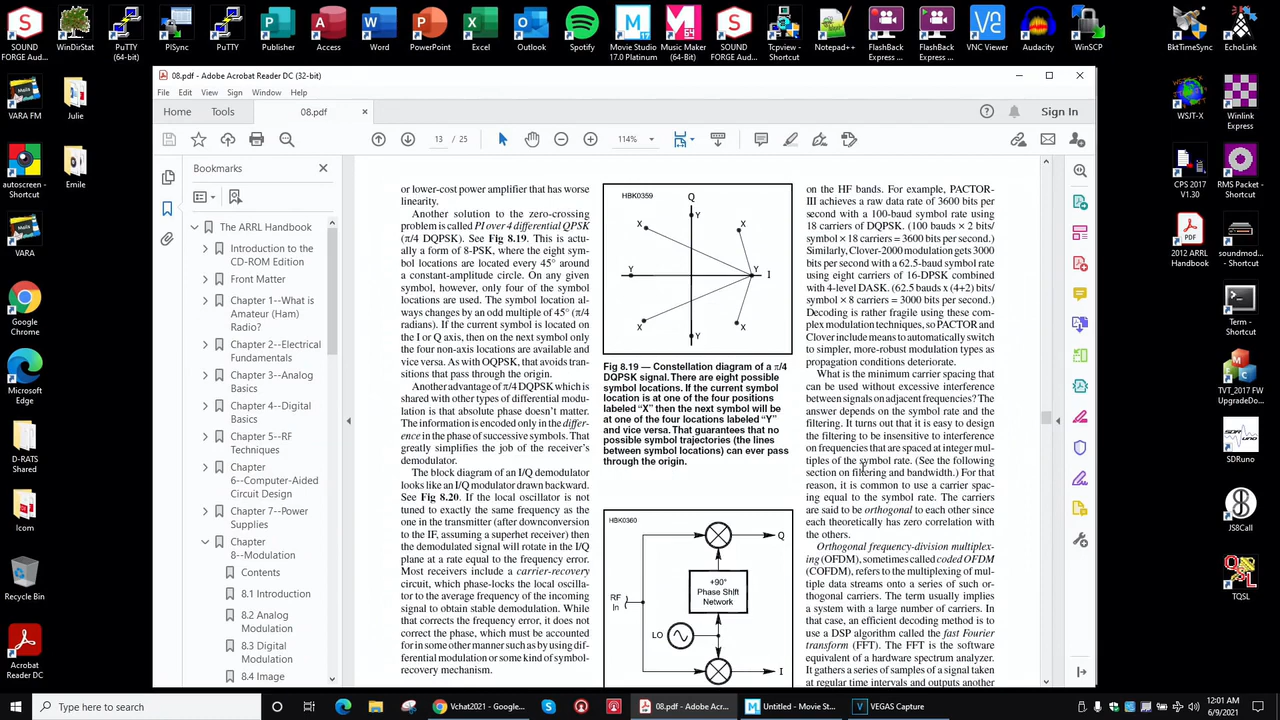 SOUND FORGE Aud...
WinDirStat
PuTTY (64-bit)
PISync
PuTTY
Publisher
Access
Word
PowerPoint
Excel
Outlook
Spotify
Movie Studio 17.0 Platinum
Music Maker (64-Bit)
SOUND FORGE Aud...
Tcpview - Shortcut
Notepad++
FlashBack Express ...
FlashBack Express ...
VNC Viewer
Audacity
WinSCP
BktTimeSync
EchoLink
VARA FM
Julie
autoscreen - Shortcut
Emile
VARA
Google Chrome
Microsoft Edge
D-RATS Shared
Icom
Recycle Bin
Acrobat Reader DC
WSJT-X
Winlink Express
CPS 2017 V1.30
RMS Packet - Shortcut
2012 ARRL Handbook
soundmod... - Shortcut
Term - Shortcut
TVT_2017 FW UpgradeDo...
SDRuno
JS8Call
TQSL
08.pdf - Adobe Acrobat Reader DC (32-bit)
File Edit View Sign Window Help
Home Tools 08.pdf × Sign In
13 / 25 114%
Bookmarks
The ARRL Handbook
Introduction to the
CD-ROM Edition
Front Matter
Chapter 1--What is
Amateur (Ham)
Radio?
Chapter 2--Electrical
Fundamentals
Chapter 3--Analog
Basics
Chapter 4--Digital
Basics
Chapter 5--RF
Techniques
Chapter
6--Computer-Aided
Circuit Design
Chapter 7--Power
Supplies
Chapter
8--Modulation
Contents
8.1 Introduction
8.2 Analog
Modulation
8.3 Digital
Modulation
8.4 Image
or lower-cost power amplifier that has worse
linearity.
Another solution to the zero-crossing
problem is called PI over 4 differential QPSK
(π/4 DQPSK). See Fig 8.19. This is actu-
ally a form of 8-PSK, where the eight sym-
bol locations are located every 45° around
a constant-amplitude circle. On any given
symbol, however, only four of the symbol
locations are used. The symbol location al-
ways changes by an odd multiple of 45° (π/4
radians). If the current symbol is located on
the I or Q axis, then on the next symbol only
the four non-axis locations are available and
vice versa. As with OQPSK, that avoids tran-
sitions that pass through the origin.
Another advantage of π/4 DQPSK which is
shared with other types of differential modu-
lation is that absolute phase doesn't matter.
The information is encoded only in the differ-
ence in the phase of successive symbols. That
greatly simplifies the job of the receiver's
demodulator.
The block diagram of an I/Q demodulator
looks like an I/Q modulator drawn backward.
See Fig 8.20. If the local oscillator is not
tuned to exactly the same frequency as the
one in the transmitter (after downconversion
to the IF, assuming a superhet receiver) then
the demodulated signal will rotate in the I/Q
plane at a rate equal to the frequency error.
Most receivers include a carrier-recovery
circuit, which phase-locks the local oscilla-
tor to the average frequency of the incoming
signal to obtain stable demodulation. While
that corrects the frequency error, it does not
correct the phase, which must be accounted
for in some other manner such as by using dif-
ferential modulation or some kind of symbol-
recovery mechanism.
HBK0359
Q
Y
X X
Y Y I
X X
Y
Fig 8.19 — Constellation diagram of a π/4
DQPSK signal. There are eight possible
symbol locations. If the current symbol
location is at one of the four positions
labeled "X" then the next symbol will be
at one of the four locations labeled "Y"
and vice versa. That guarantees that no
possible symbol trajectories (the lines
between symbol locations) can ever pass
through the origin.
HBK0360
Q
+90°
Phase Shift
Network
RF
In
LO
I
on the HF bands. For example, PACTOR-
III achieves a raw data rate of 3600 bits per
second with a 100-baud symbol rate using
18 carriers of DQPSK. (100 bauds × 2 bits/
symbol × 18 carriers = 3600 bits per second.)
Similarly, Clover-2000 modulation gets 3000
bits per second with a 62.5-baud symbol rate
using eight carriers of 16-DPSK combined
with 4-level DASK. (62.5 bauds x (4+2) bits/
symbol × 8 carriers = 3000 bits per second.)
Decoding is rather fragile using these com-
plex modulation techniques, so PACTOR and
Clover include means to automatically switch
to simpler, more-robust modulation types as
propagation conditions deteriorate.
What is the minimum carrier spacing that
can be used without excessive interference
between signals on adjacent frequencies? The
answer depends on the symbol rate and the
filtering. It turns out that it is easy to design
the filtering to be insensitive to interference
on frequencies that are spaced at integer mul-
tiples of the symbol rate. (See the following
section on filtering and bandwidth.) For that
reason, it is common to use a carrier spac-
ing equal to the symbol rate. The carriers
are said to be orthogonal to each other since
each theoretically has zero correlation with
the others.
Orthogonal frequency-division multiplex-
ing (OFDM), sometimes called coded OFDM
(COFDM), refers to the multiplexing of mul-
tiple data streams onto a series of such or-
thogonal carriers. The term usually implies
a system with a large number of carriers. In
that case, an efficient decoding method is to
use a DSP algorithm called the fast Fourier
transform (FFT). The FFT is the software
equivalent of a hardware spectrum analyzer.
It gathers a series of samples of a signal taken
at regular time intervals and outputs another
Type here to search
Vchat2021 - Google...
08.pdf - Adobe Acr...
Untitled - Movie St...
VEGAS Capture
12:01 AM
6/9/2021